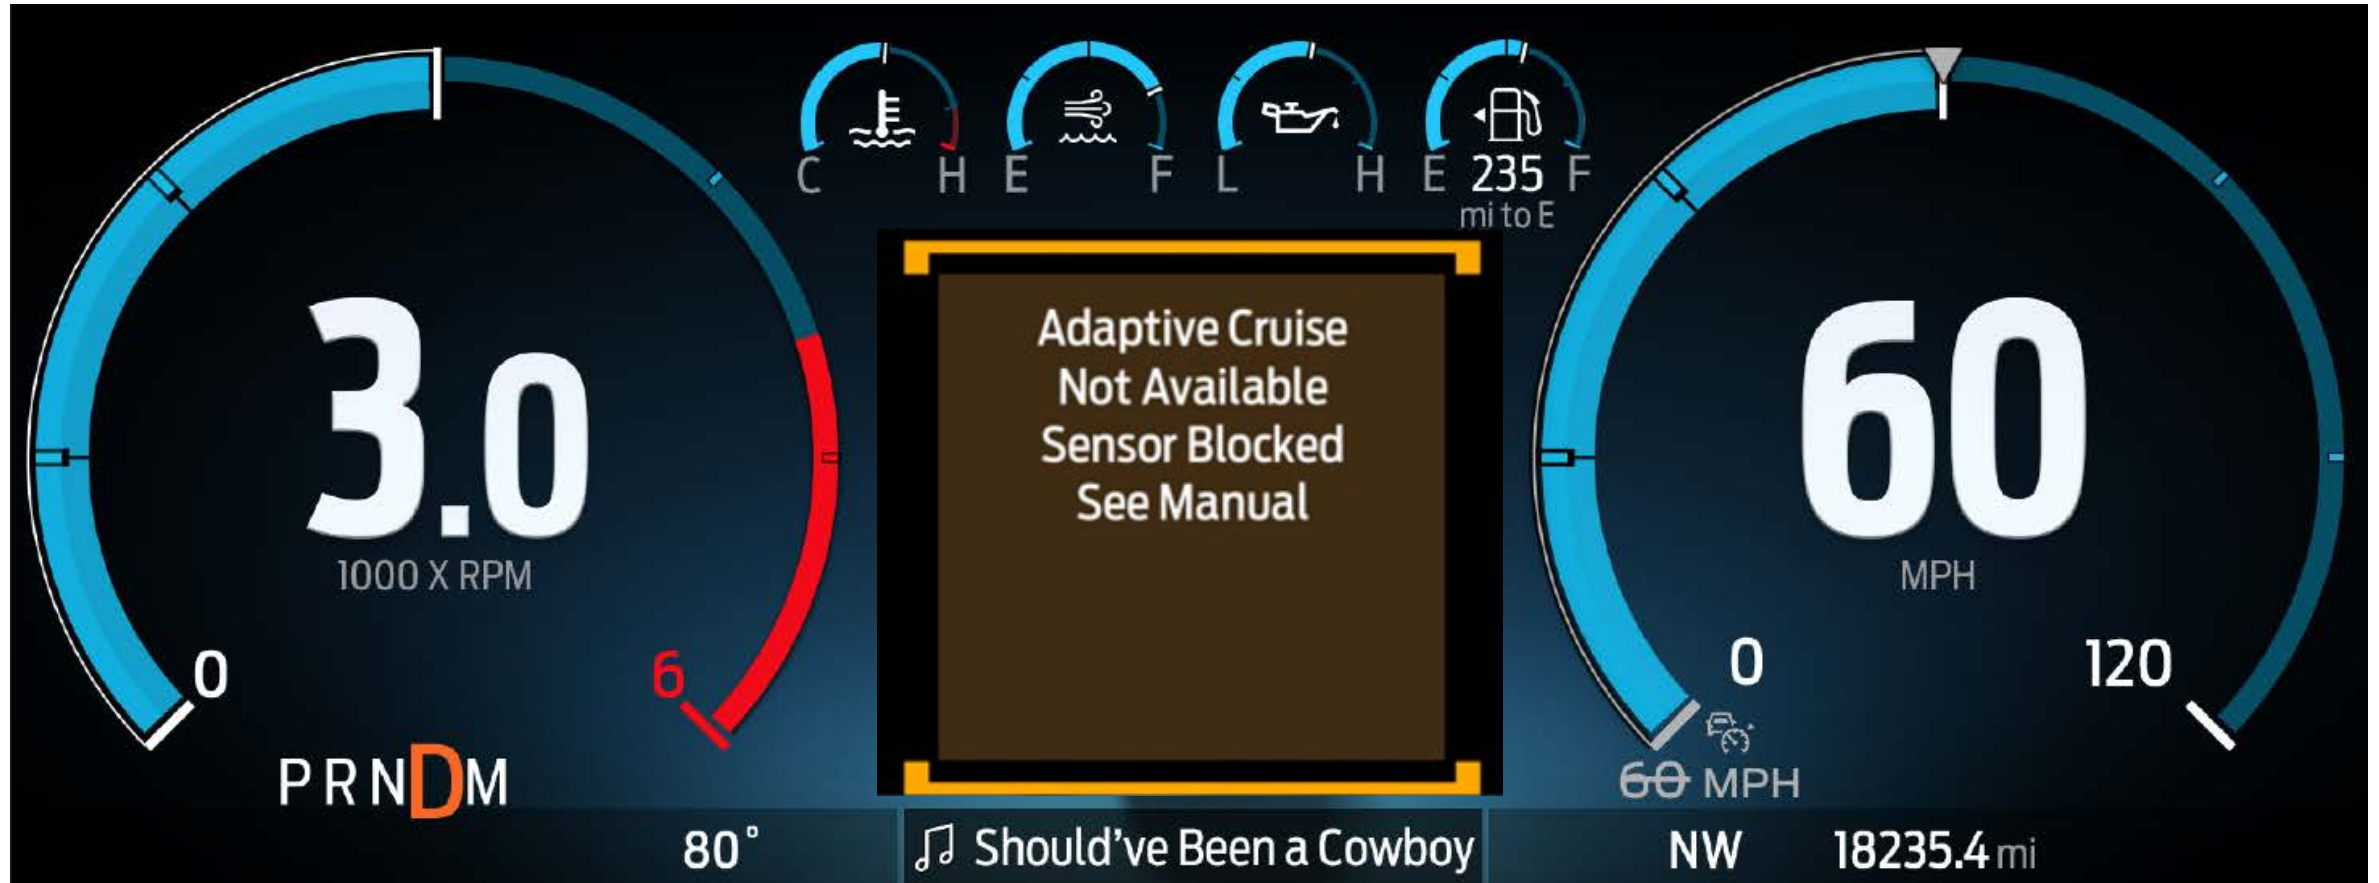 C H
E F
L H
E 235 F
mi to E
3.0
1000 X RPM
0
6
PRNDM
Adaptive Cruise
Not Available
Sensor Blocked
See Manual
60
MPH
0
120
60 MPH
80°
Should've Been a Cowboy
NW
18235.4 mi